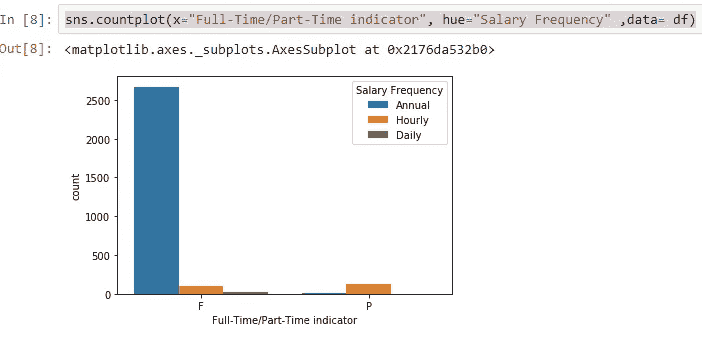 In [8]: sns.countplot(x="Full-Time/Part-Time indicator", hue="Salary Frequency" ,data= df)
Out[8]: <matplotlib.axes._subplots.AxesSubplot at 0x2176da532b0>
Salary Frequency
Annual
Hourly
Daily
2500
2000
1500
1000
500
0
count
F P
Full-Time/Part-Time indicator